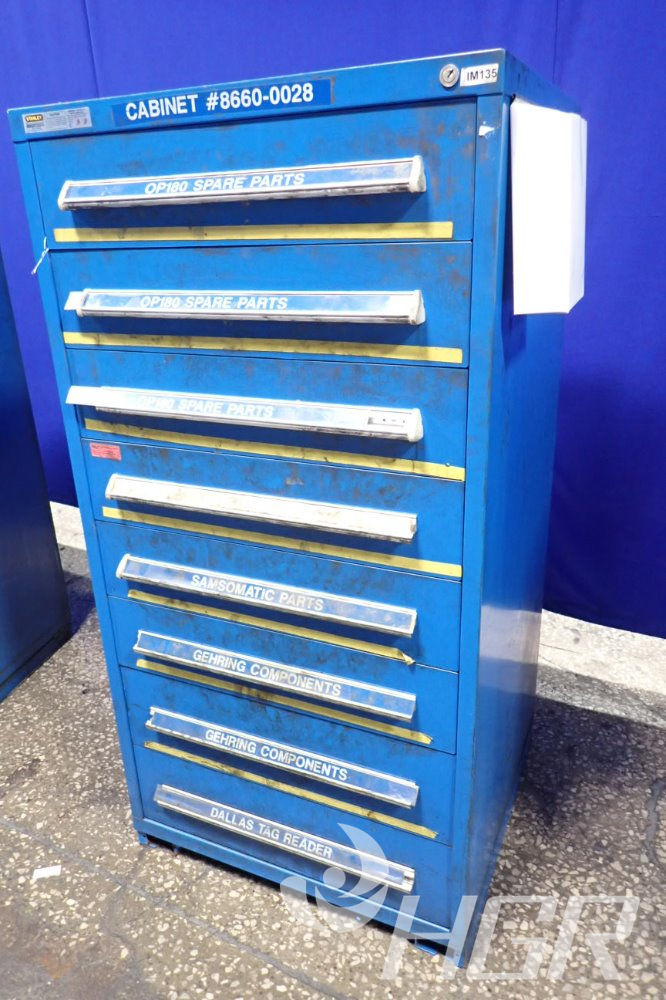 STANLEY
CABINET #8660-0028
IM135
OP180 SPARE PARTS
OP180 SPARE PARTS
OP180 SPARE PARTS
SAMSOMATIC PARTS
GEHRING COMPONENTS
GEHRING COMPONENTS
DALLAS TAG READER
HGR